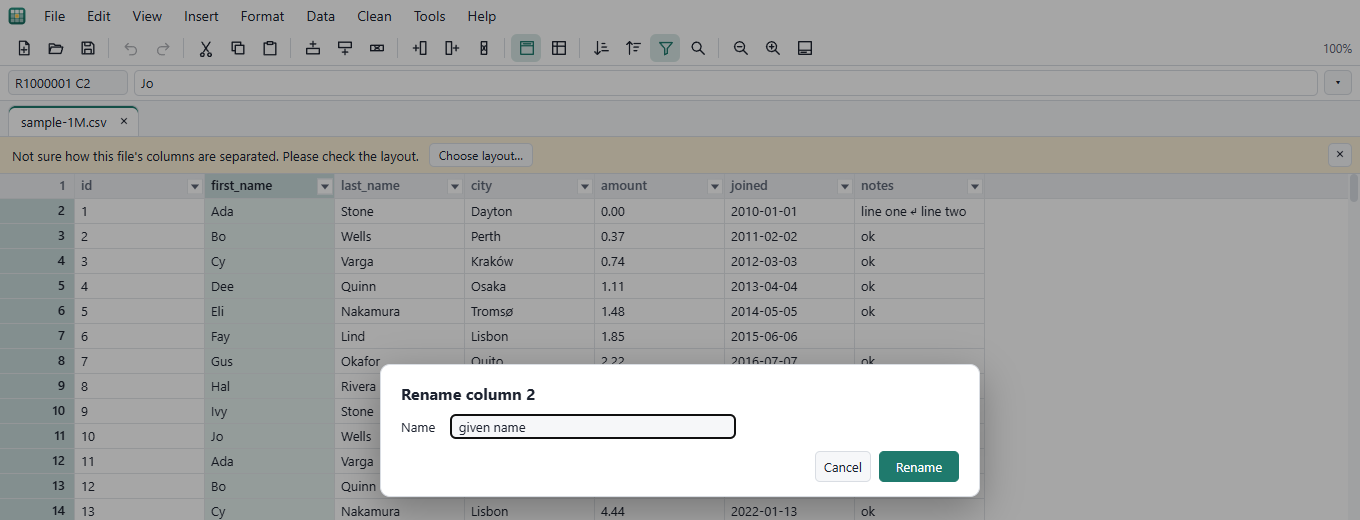 File Edit View Insert Format Data Clean Tools Help
100%
R1000001 C2 Jo
sample-1M.csv ×
Not sure how this file's columns are separated. Please check the layout. Choose layout... ×
1 id first_name last_name city amount joined notes
2 1 Ada Stone Dayton 0.00 2010-01-01 line one ↵ line two
3 2 Bo Wells Perth 0.37 2011-02-02 ok
4 3 Cy Varga Kraków 0.74 2012-03-03 ok
5 4 Dee Quinn Osaka 1.11 2013-04-04 ok
6 5 Eli Nakamura Tromsø 1.48 2014-05-05 ok
7 6 Fay Lind Lisbon 1.85 2015-06-06
8 7 Gus Okafor Quito 2.22 2016-07-07 ok
9 8 Hal Rivera
Rename column 2
10 9 Ivy Stone
Name given name
11 10 Jo Wells
12 11 Ada Varga
Cancel Rename
13 12 Bo Quinn
14 13 Cy Nakamura Lisbon 4.44 2022-01-13 ok